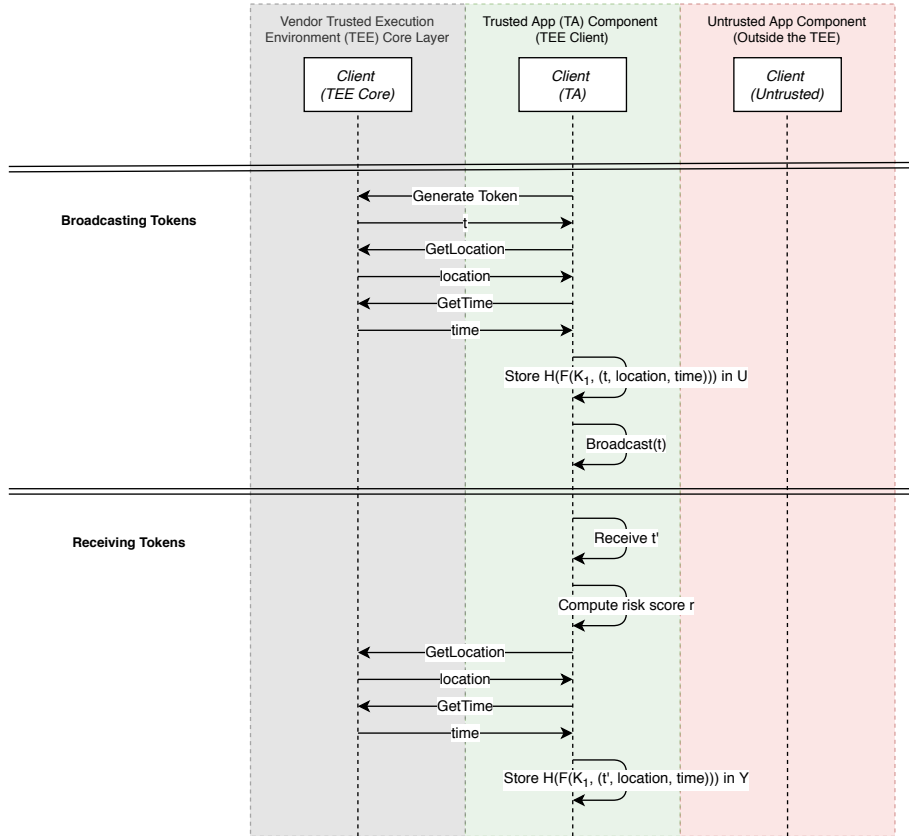 Vendor Trusted Execution
Environment (TEE) Core Layer
Trusted App (TA) Component
(TEE Client)
Untrusted App Component
(Outside the TEE)
Client
(TEE Core)
Client
(TA)
Client
(Untrusted)
Broadcasting Tokens
Generate Token
t
GetLocation
location
GetTime
time
Store H(F(K₁, (t, location, time))) in U
Broadcast(t)
Receiving Tokens
Receive t'
Compute risk score r
GetLocation
location
GetTime
time
Store H(F(K₁, (t', location, time))) in Y